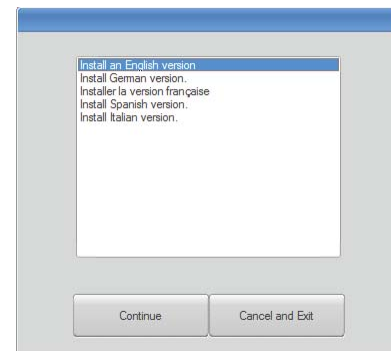 Install an English version
Install German version.
Installer la version française
Install Spanish version.
Install Italian version.
Continue
Cancel and Exit